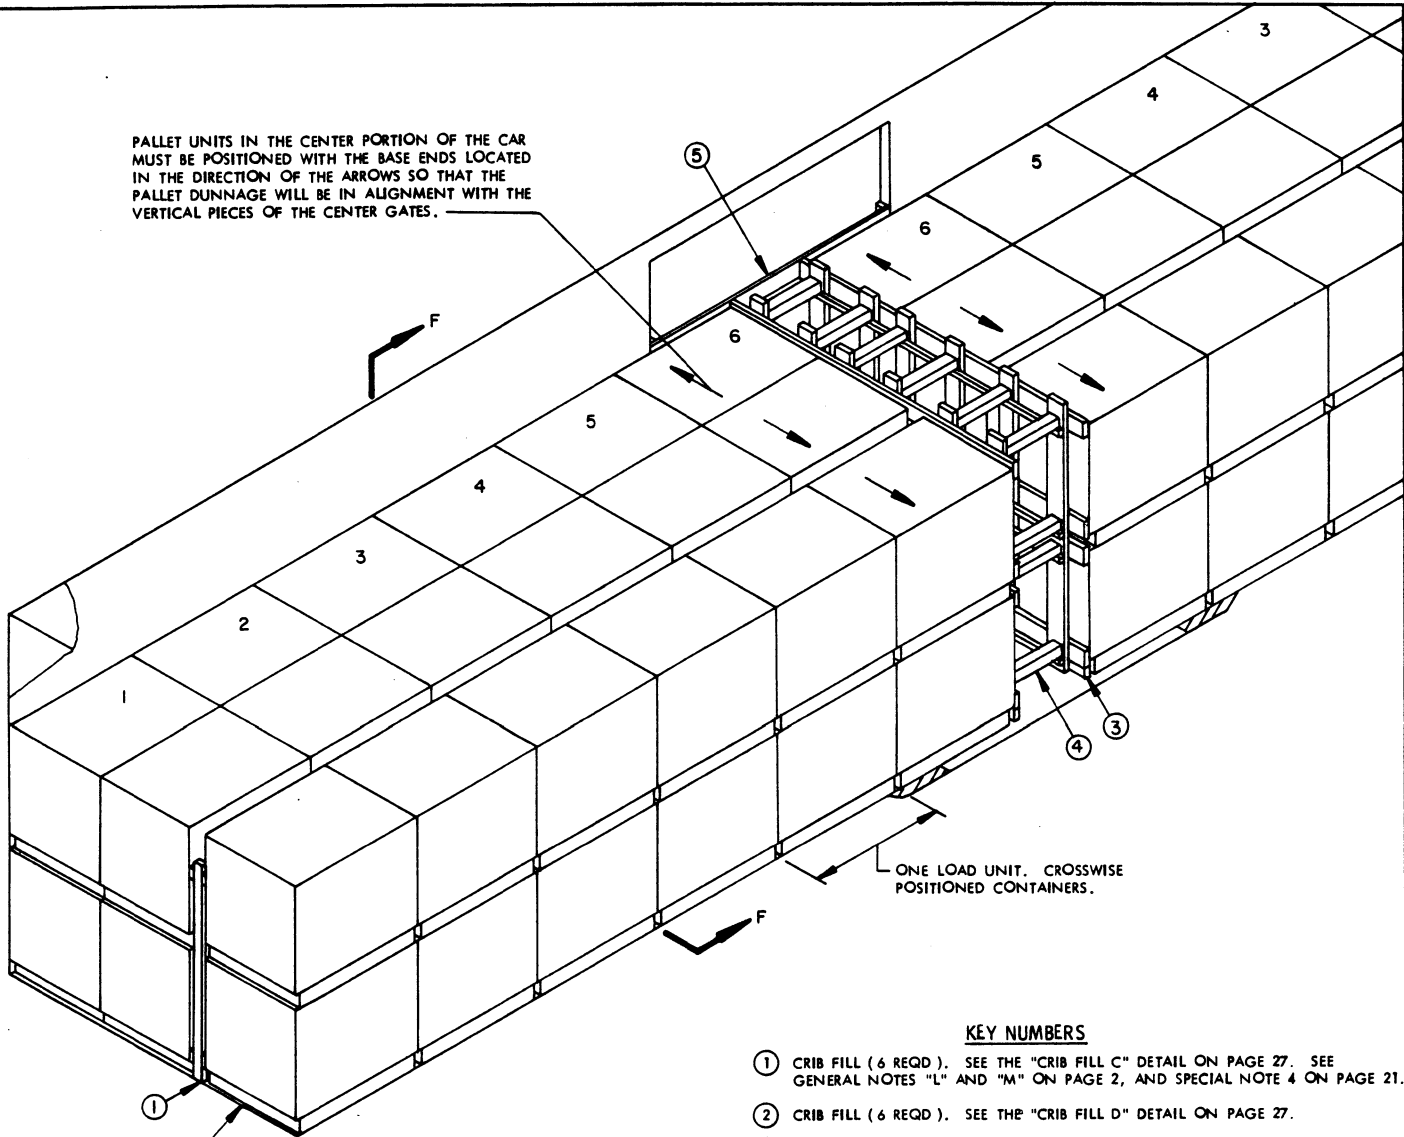 PALLET UNITS IN THE CENTER PORTION OF THE CAR
MUST BE POSITIONED WITH THE BASE ENDS LOCATED
IN THE DIRECTION OF THE ARROWS SO THAT THE
PALLET DUNNAGE WILL BE IN ALIGNMENT WITH THE
VERTICAL PIECES OF THE CENTER GATES.
3
4
5
5
6
F
6
5
4
3
2
1
3
4
ONE LOAD UNIT. CROSSWISE
POSITIONED CONTAINERS.
F
1
KEY NUMBERS
1 CRIB FILL (6 REQD). SEE THE "CRIB FILL C" DETAIL ON PAGE 27. SEE
GENERAL NOTES "L" AND "M" ON PAGE 2, AND SPECIAL NOTE 4 ON PAGE 21.
2 CRIB FILL (6 REQD). SEE THE "CRIB FILL D" DETAIL ON PAGE 27.